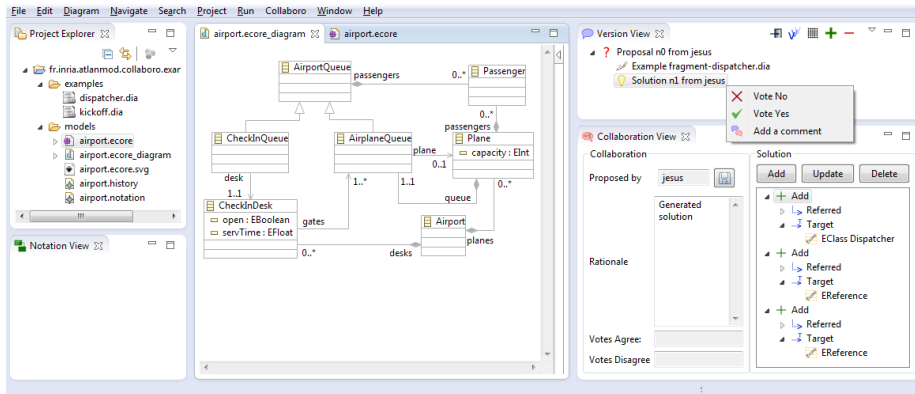 File Edit Diagram Navigate Search Project Run Collaboro Window Help
Project Explorer
fr.inria.atlanmod.collaboro.exar
examples
dispatcher.dia
kickoff.dia
models
airport.ecore
airport.ecore_diagram
airport.ecore.svg
airport.history
airport.notation
Notation View
airport.ecore_diagram
airport.ecore
AirportQueue
passengers
0..*
Passenger
0..*
passengers
CheckInQueue
AirplaneQueue
plane
0..1
Plane
capacity : EInt
desk
1..1
1..*
1..1
queue
0..*
CheckInDesk
open : EBoolean
servTime : EFloat
gates
Airport
planes
0..*
desks
Version View
Proposal n0 from jesus
Example fragment-dispatcher.dia
Solution n1 from jesus
Vote No
Vote Yes
Add a comment
Collaboration View
Collaboration
Proposed by
jesus
Rationale
Generated
solution
Votes Agree:
Votes Disagree
Solution
Add Update Delete
Add
Referred
Target
EClass Dispatcher
Add
Referred
Target
EReference
Add
Referred
Target
EReference